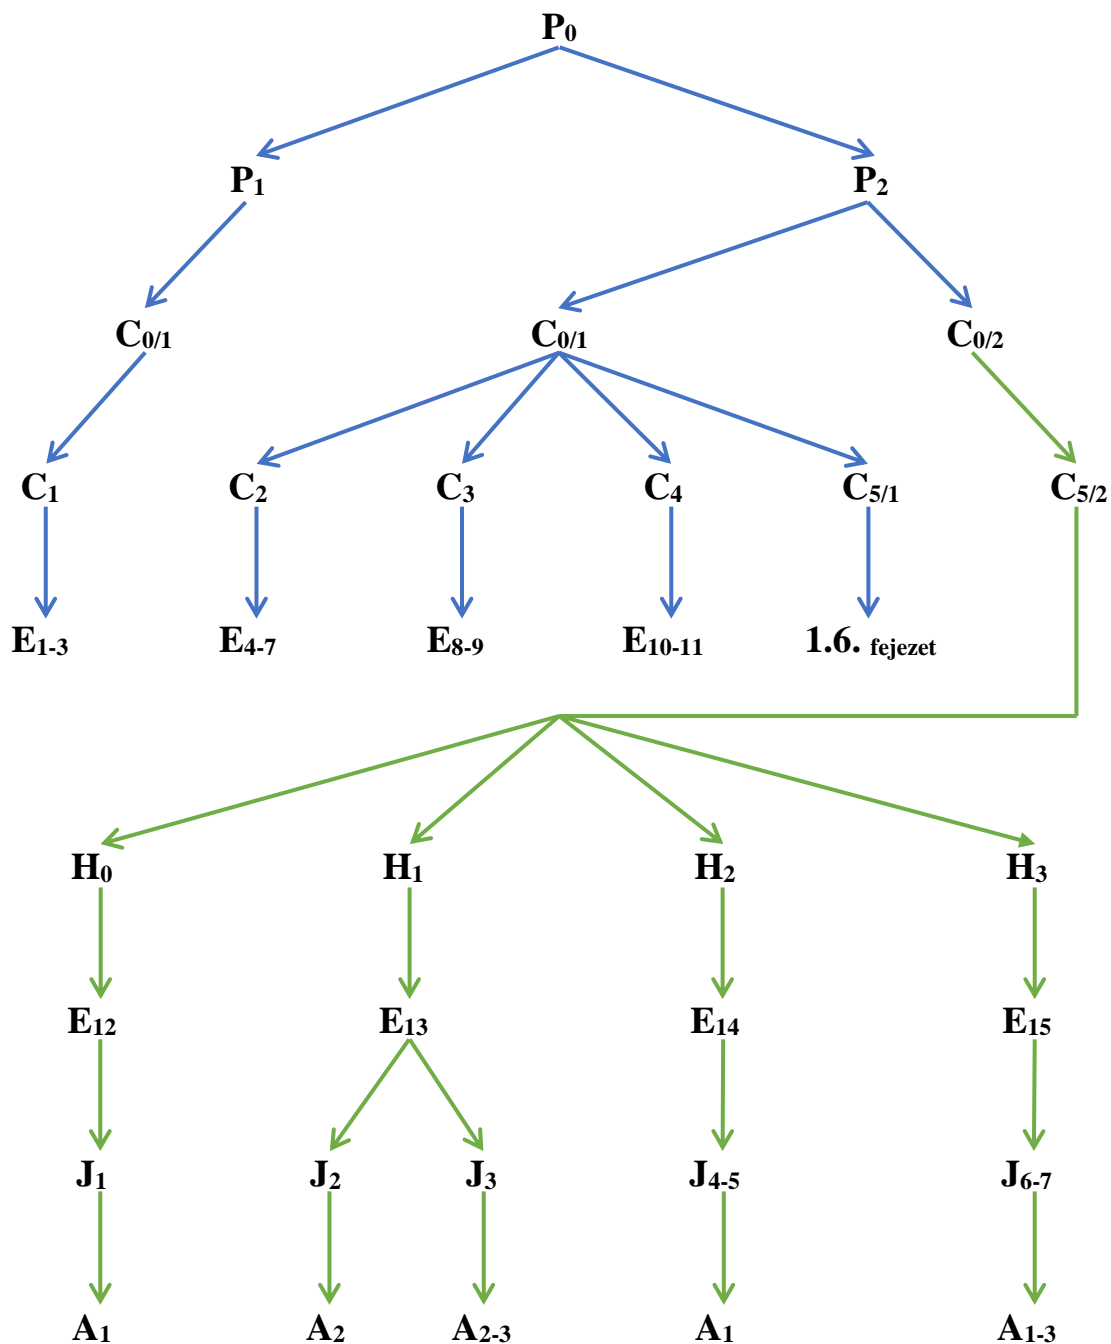 P₀
P₁ P₂
C₀/₁ C₀/₁ C₀/₂
C₁ C₂ C₃ C₄ C₅/₁ C₅/₂
E₁₋₃ E₄₋₇ E₈₋₉ E₁₀₋₁₁ 1.6. fejezet
H₀ H₁ H₂ H₃
E₁₂ E₁₃ E₁₄ E₁₅
J₁ J₂ J₃ J₄₋₅ J₆₋₇
A₁ A₂ A₂₋₃ A₁ A₁₋₃